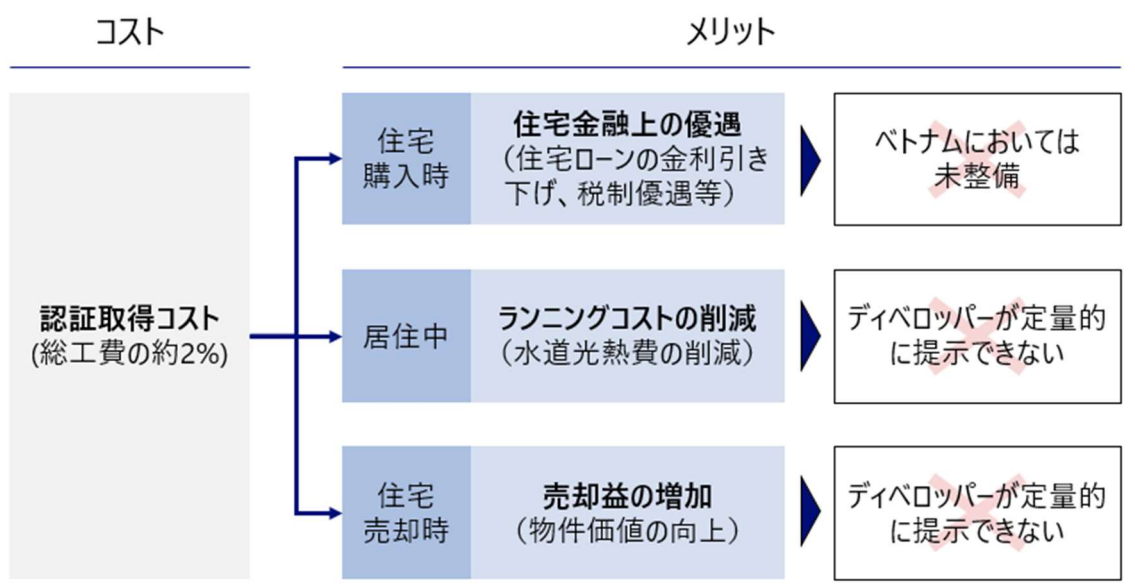 コスト
メリット
認証取得コスト
(総工費の約2%)
住宅
購入時
住宅金融上の優遇
（住宅ローンの金利引き
下げ、税制優遇等）
ベトナムにおいては
未整備
居住中
ランニングコストの削減
（水道光熱費の削減）
ディベロッパーが定量的
に提示できない
住宅
売却時
売却益の増加
（物件価値の向上）
ディベロッパーが定量的
に提示できない